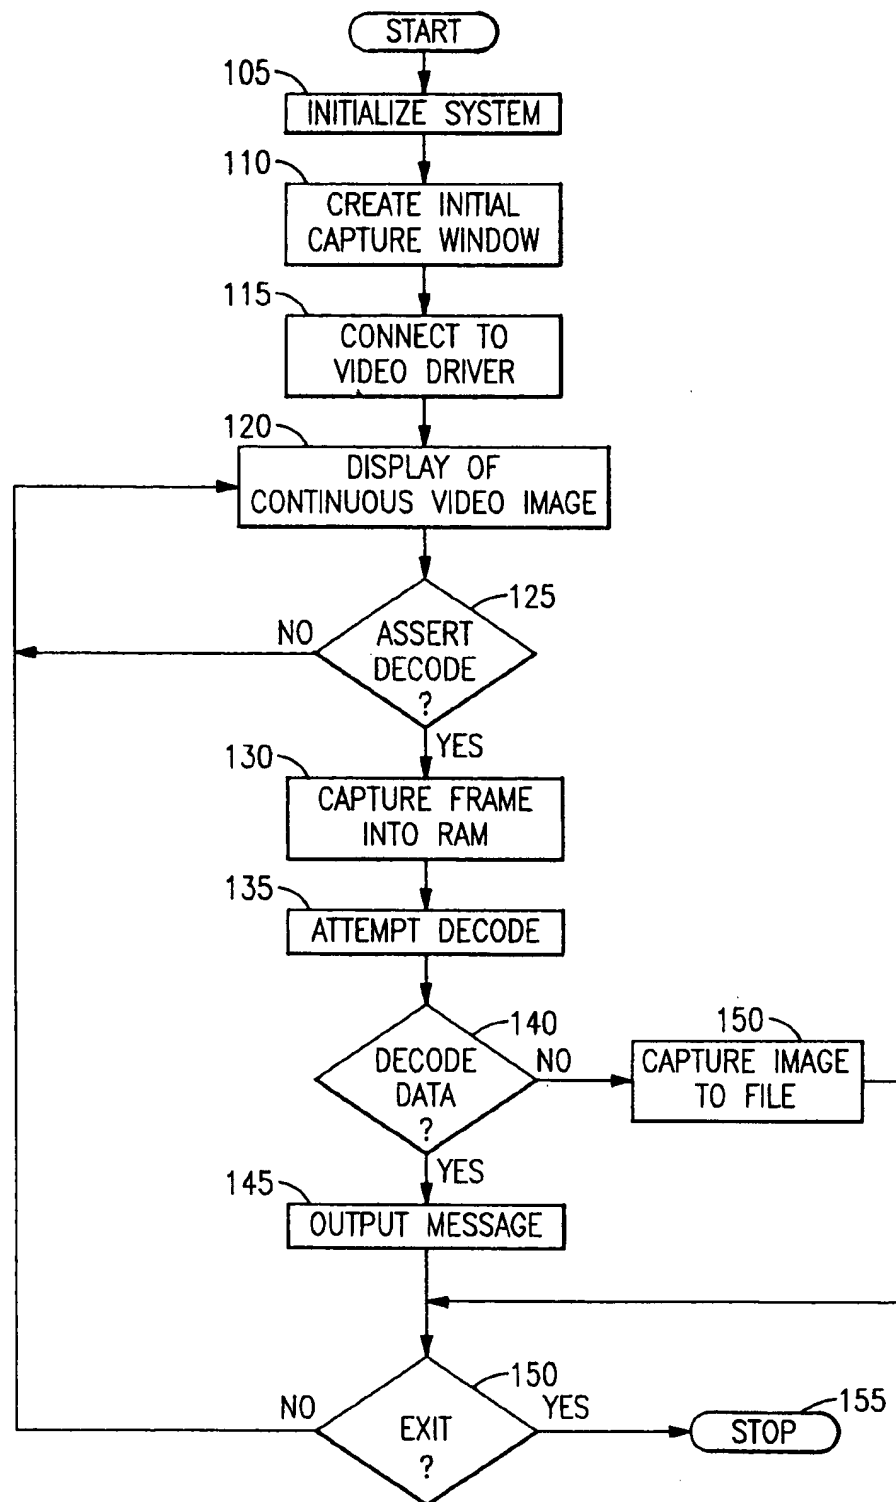 START
105
INITIALIZE SYSTEM
110
CREATE INITIAL
CAPTURE WINDOW
115
CONNECT TO
VIDEO DRIVER
120
DISPLAY OF
CONTINUOUS VIDEO IMAGE
125
NO
ASSERT
DECODE
?
YES
130
CAPTURE FRAME
INTO RAM
135
ATTEMPT DECODE
140
DECODE
DATA
?
NO
150
CAPTURE IMAGE
TO FILE
YES
145
OUTPUT MESSAGE
150
NO
EXIT
?
YES
155
STOP